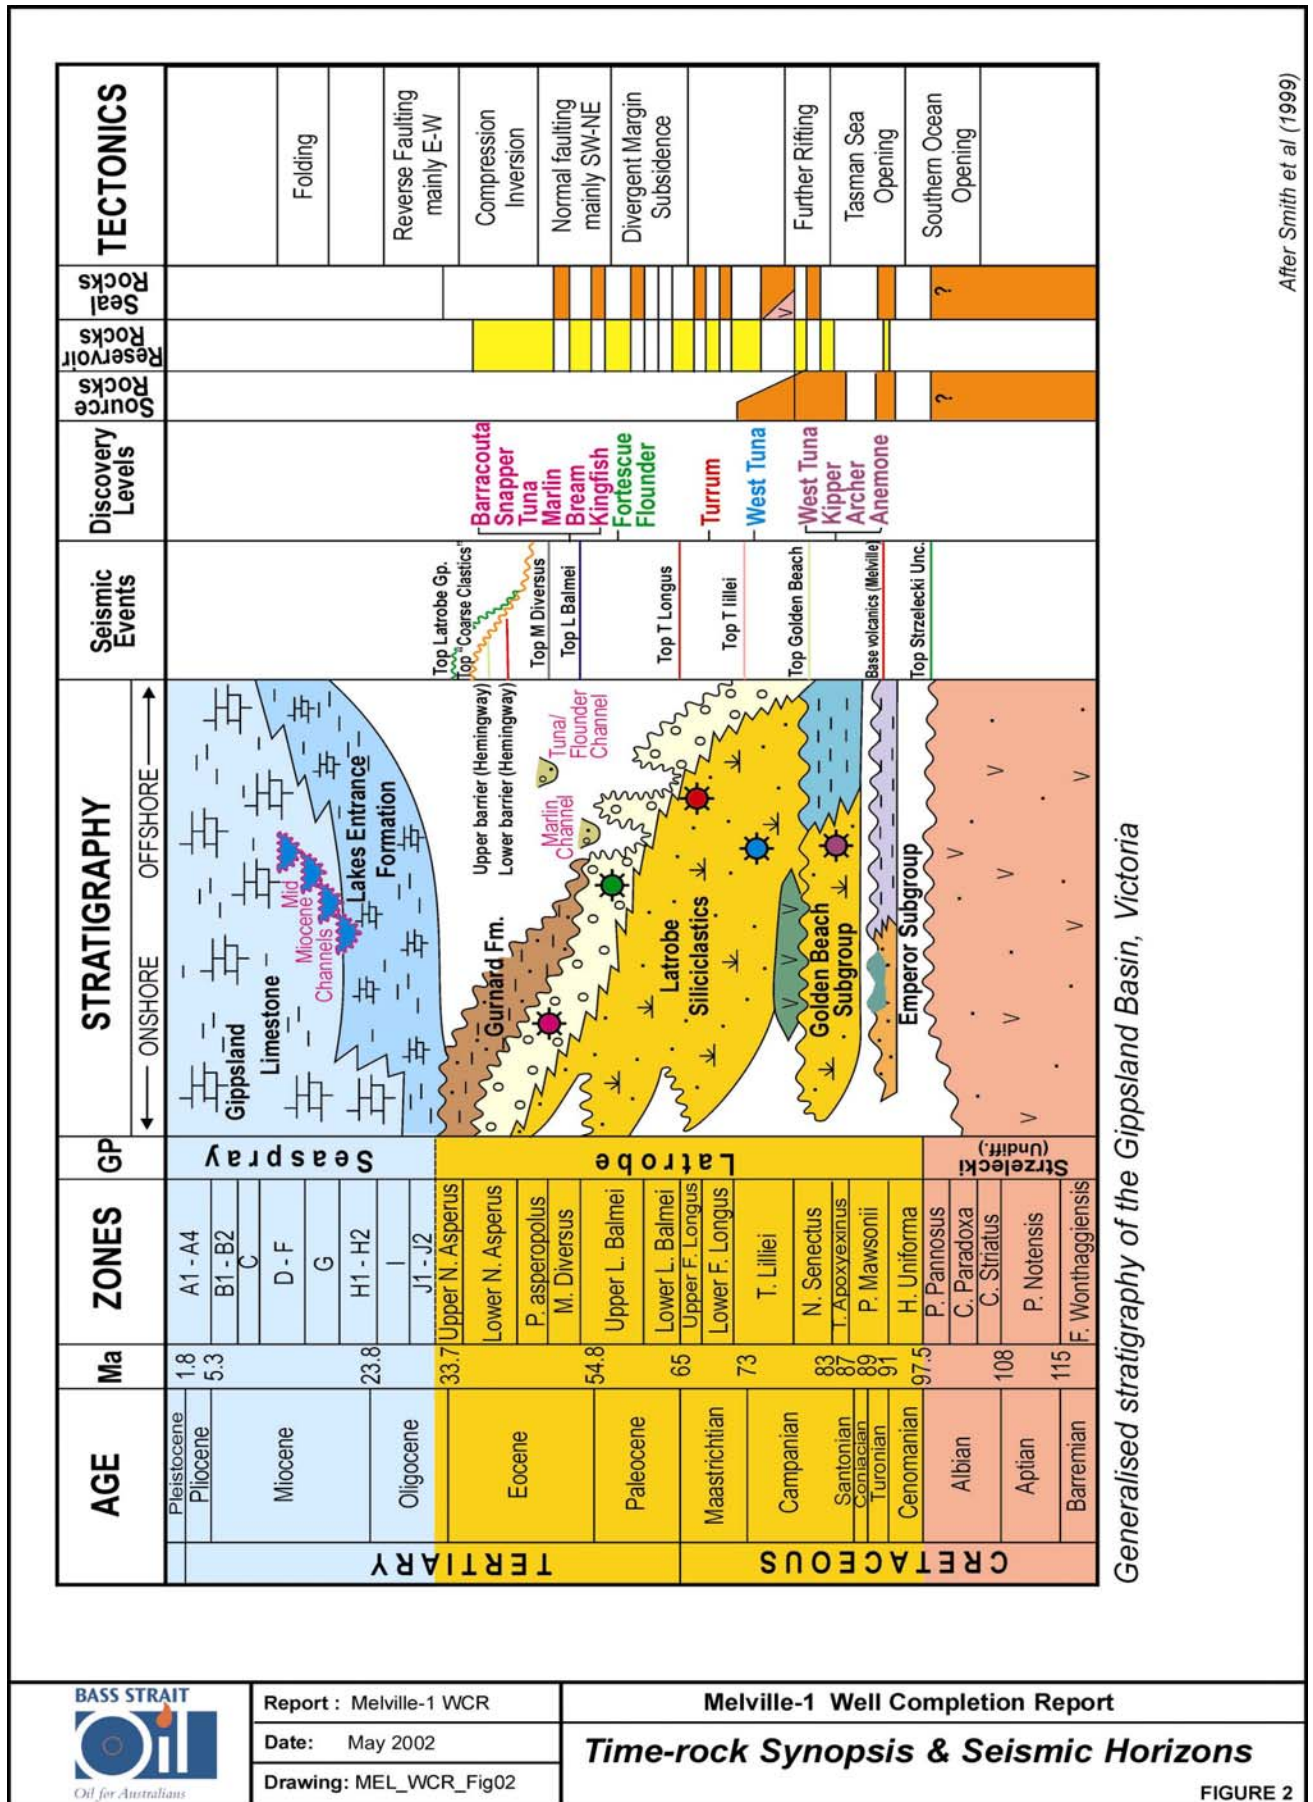 AGE
Ma
ZONES
GP
STRATIGRAPHY
ONSHORE
OFFSHORE
Seismic
Events
Discovery
Levels
Source
Rocks
Reservoir
Rocks
Seal
Rocks
TECTONICS
TERTIARY
CRETACEOUS
Pleistocene
Pliocene
Miocene
Oligocene
Eocene
Paleocene
Maastrichtian
Campanian
Santonian
Coniacian
Turonian
Cenomanian
Albian
Aptian
Barremian
1.8
5.3
23.8
33.7
54.8
65
73
83
87
89
91
97.5
108
115
A1 - A4
B1 - B2
C
D - F
G
H1 - H2
I
J1 - J2
Upper N. Asperus
Lower N. Asperus
P. asperopolus
M. Diversus
Upper L. Balmei
Lower L. Balmei
Upper F. Longus
Lower F. Longus
T. Lilliei
N. Senectus
T. Apoxyexinus
P. Mawsonii
H. Uniforma
P. Pannosus
C. Paradoxa
C. Striatus
P. Notensis
F. Wonthaggiensis
Seaspray
Latrobe
Strzelecki
(Undiff.)
Gippsland
Limestone
Mid
Miocene
Channels
Lakes Entrance
Formation
Gurnard Fm.
Upper barrier (Hemingway)
Lower barrier (Hemingway)
Marlin
Channel
Tuna/
Flounder
Channel
Latrobe
Siliciclastics
Golden Beach
Subgroup
Emperor Subgroup
Top Latrobe Gp.
Top "Coarse Clastics"
Top M Diversus
Top L Balmei
Top T Longus
Top T lillei
Top Golden Beach
Base volcanics (Melville)
Top Strzelecki Unc.
Barracouta
Snapper
Tuna
Marlin
Bream
Kingfish
Fortescue
Flounder
Turrum
West Tuna
West Tuna
Kipper
Archer
Anemone
?
?
Folding
Reverse Faulting
mainly E-W
Compression
Inversion
Normal faulting
mainly SW-NE
Divergent Margin
Subsidence
Further Rifting
Tasman Sea
Opening
Southern Ocean
Opening
Generalised stratigraphy of the Gippsland Basin, Victoria
After Smith et al (1999)
BASS STRAIT
Oil
Oil for Australians
Report : Melville-1 WCR
Date: May 2002
Drawing: MEL_WCR_Fig02
Melville-1 Well Completion Report
Time-rock Synopsis & Seismic Horizons
FIGURE 2